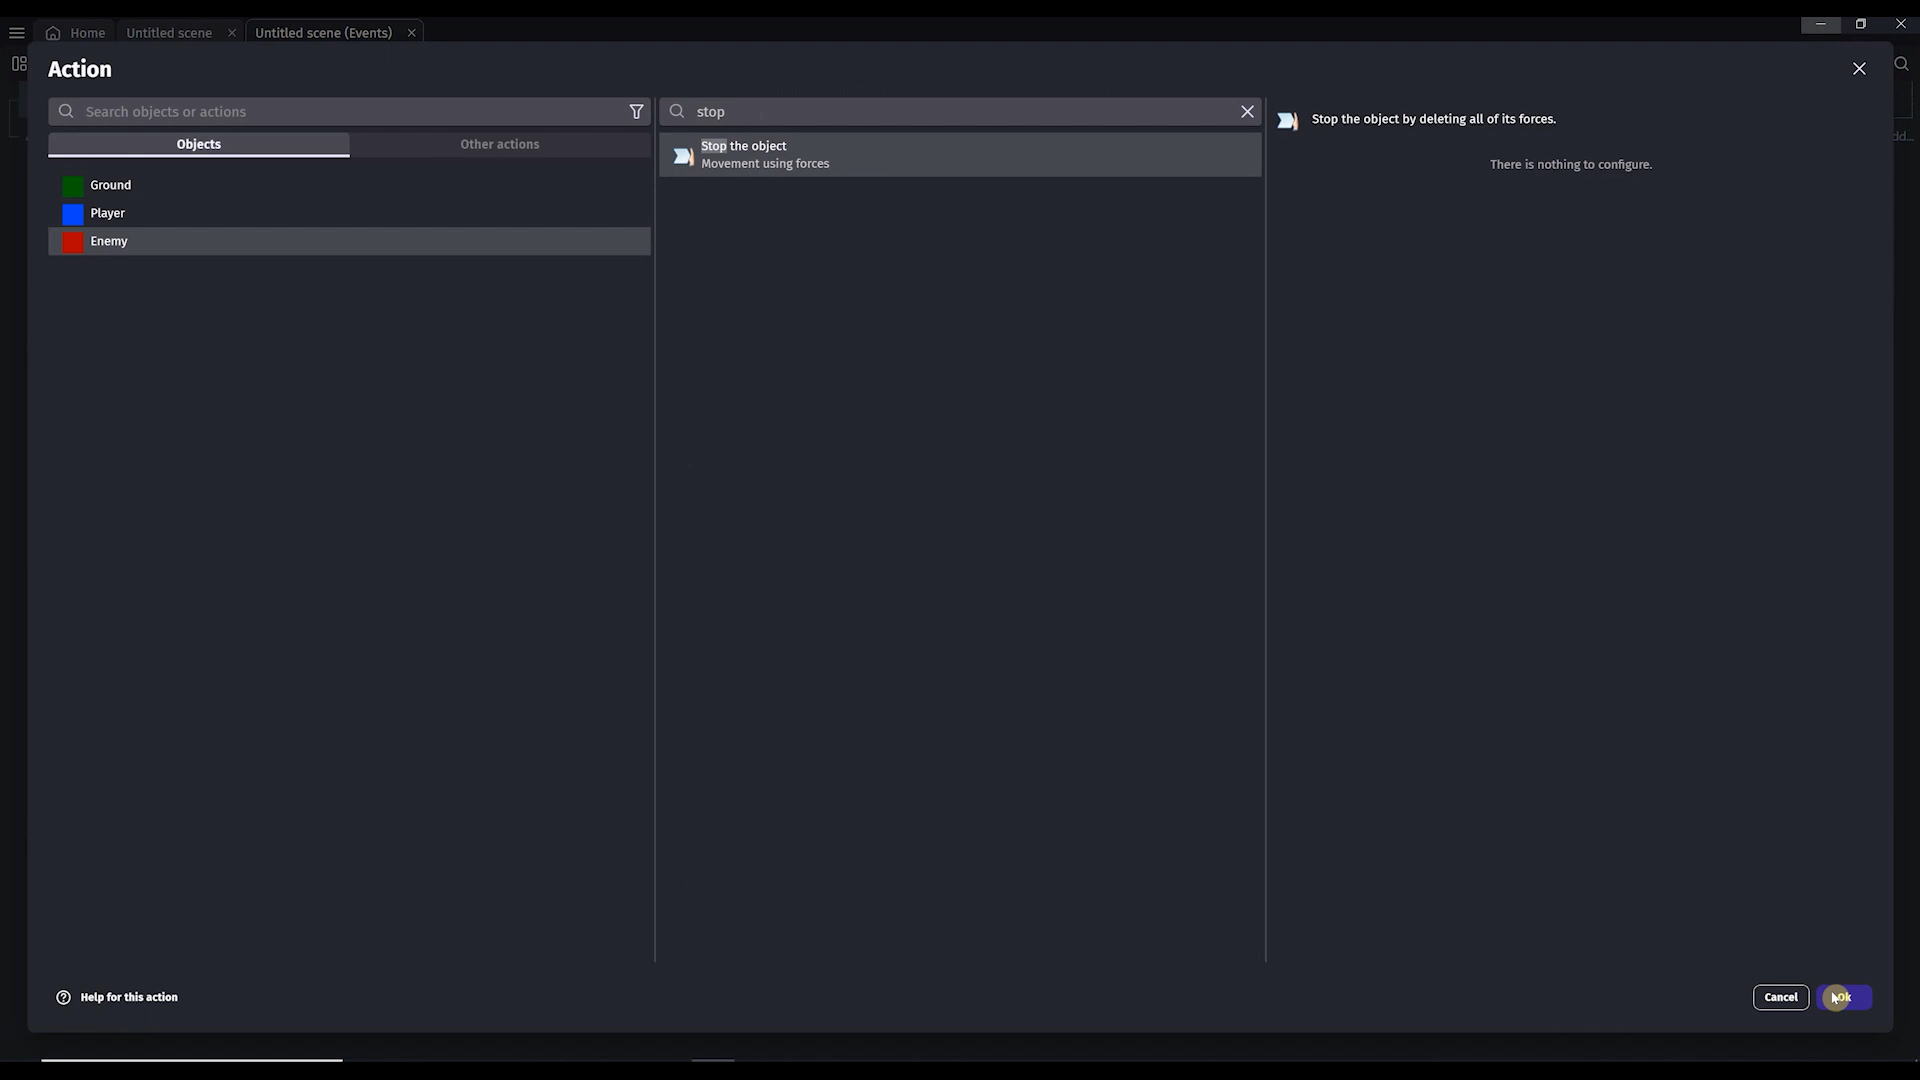 Home
Untitled scene
Untitled scene (Events)
Action
Search objects or actions
stop
Stop the object by deleting all of its forces.
Objects
Other actions
Stop the object
Movement using forces
There is nothing to configure.
Ground
Player
Enemy
Help for this action
Cancel
Ok